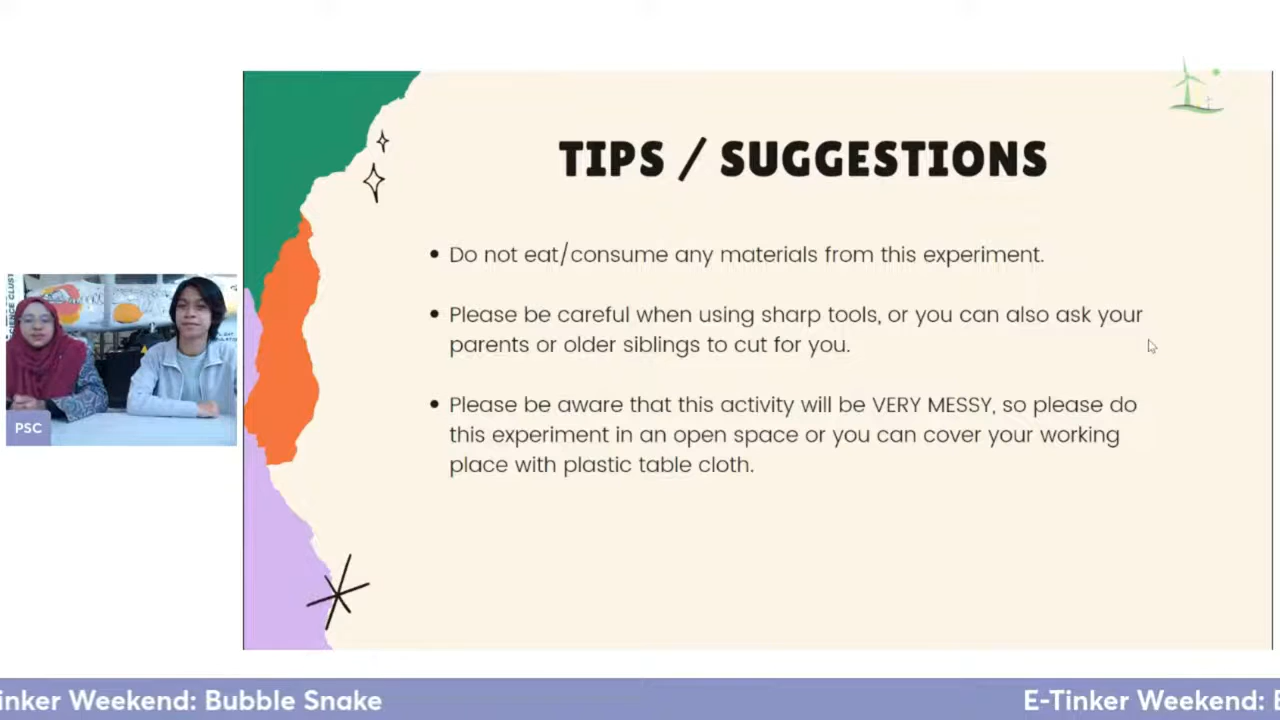 TIPS / SUGGESTIONS
• Do not eat/consume any materials from this experiment.
• Please be careful when using sharp tools, or you can also ask your
parents or older siblings to cut for you.
• Please be aware that this activity will be VERY MESSY, so please do
this experiment in an open space or you can cover your working
place with plastic table cloth.
PSC
inker Weekend: Bubble Snake
E-Tinker Weekend: